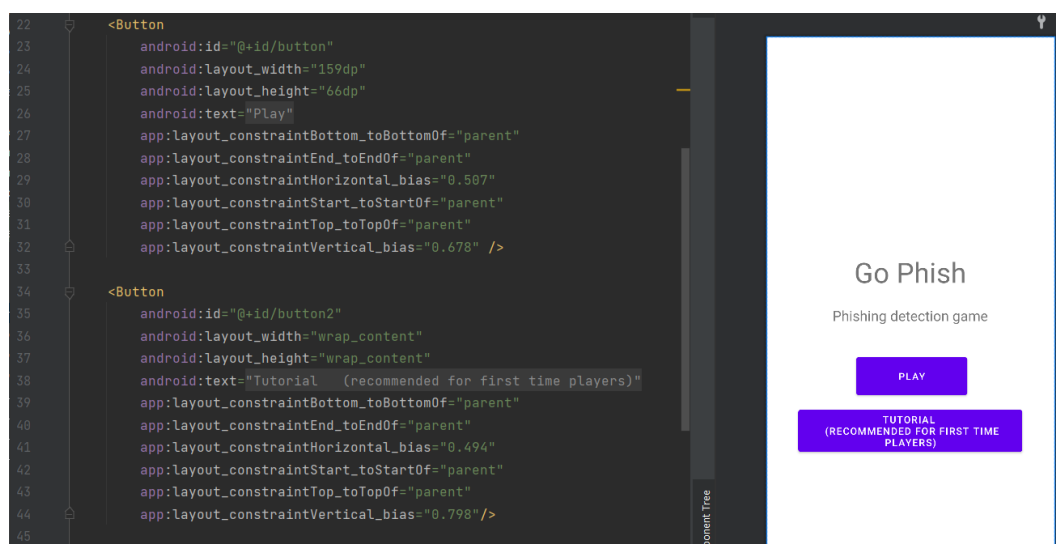 22 <Button
23 android:id="@+id/button"
24 android:layout_width="159dp"
25 android:layout_height="66dp"
26 android:text="Play"
27 app:layout_constraintBottom_toBottomOf="parent"
28 app:layout_constraintEnd_toEndOf="parent"
29 app:layout_constraintHorizontal_bias="0.507"
30 app:layout_constraintStart_toStartOf="parent"
31 app:layout_constraintTop_toTopOf="parent"
32 app:layout_constraintVertical_bias="0.678" />
33
34 <Button
35 android:id="@+id/button2"
36 android:layout_width="wrap_content"
37 android:layout_height="wrap_content"
38 android:text="Tutorial   (recommended for first time players)"
39 app:layout_constraintBottom_toBottomOf="parent"
40 app:layout_constraintEnd_toEndOf="parent"
41 app:layout_constraintHorizontal_bias="0.494"
42 app:layout_constraintStart_toStartOf="parent"
43 app:layout_constraintTop_toTopOf="parent"
44 app:layout_constraintVertical_bias="0.798"/>
45
ponent Tree
Go Phish
Phishing detection game
PLAY
TUTORIAL
(RECOMMENDED FOR FIRST TIME
PLAYERS)